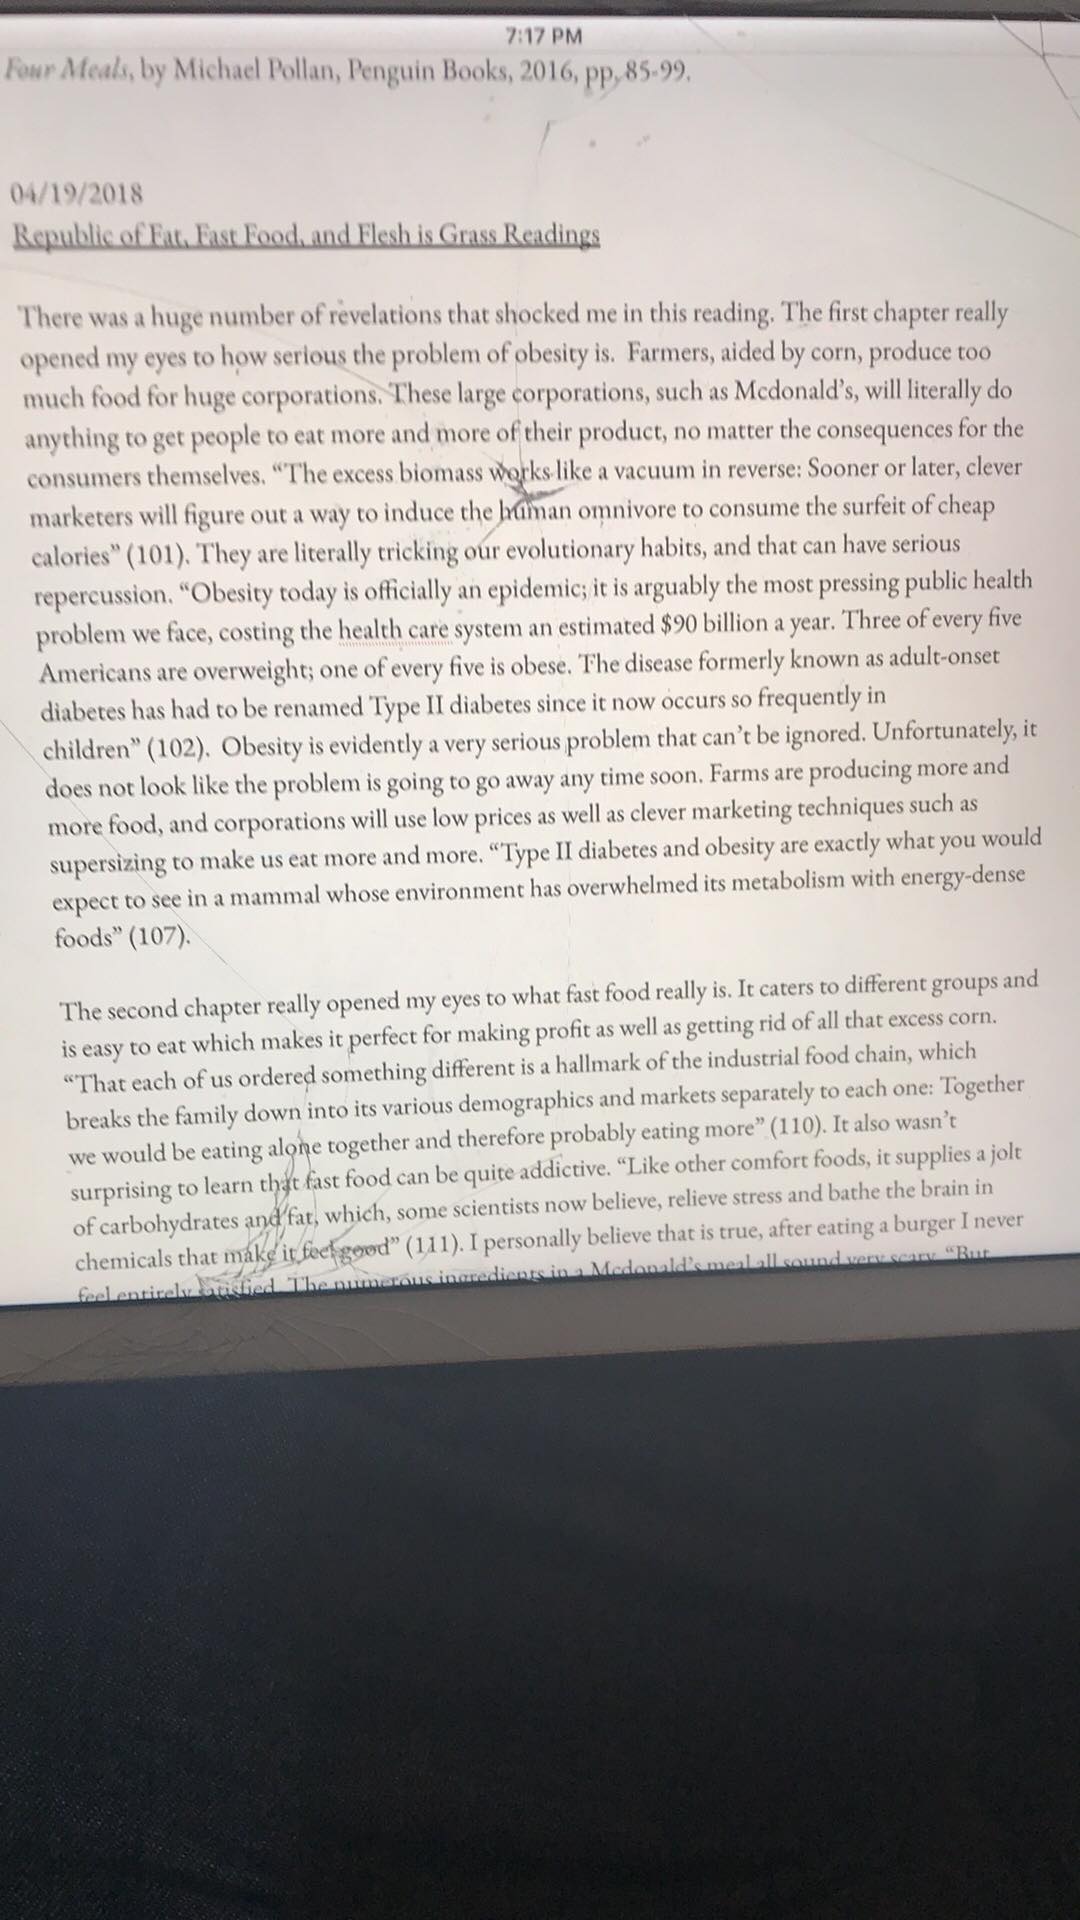 7:17 PM
Four Meals, by Michael Pollan, Penguin Books, 2016, pp, 85-99.
04/19/2018
Republic of Fat, Fast Food, and Flesh is Grass Readings
There was a huge number of revelations that shocked me in this reading. The first chapter really
opened my eyes to how serious the problem of obesity is.  Farmers, aided by corn, produce too
much food for huge corporations. These large corporations, such as Mcdonald's, will literally do
anything to get people to eat more and more of their product, no matter the consequences for the
consumers themselves. “The excess biomass works like a vacuum in reverse: Sooner or later, clever
marketers will figure out a way to induce the human omnivore to consume the surfeit of cheap
calories” (101). They are literally tricking our evolutionary habits, and that can have serious
repercussion. “Obesity today is officially an epidemic; it is arguably the most pressing public health
problem we face, costing the health care system an estimated $90 billion a year. Three of every five
Americans are overweight; one of every five is obese. The disease formerly known as adult-onset
diabetes has had to be renamed Type II diabetes since it now occurs so frequently in
children” (102).  Obesity is evidently a very serious problem that can't be ignored. Unfortunately, it
does not look like the problem is going to go away any time soon. Farms are producing more and
more food, and corporations will use low prices as well as clever marketing techniques such as
supersizing to make us eat more and more. “Type II diabetes and obesity are exactly what you would
expect to see in a mammal whose environment has overwhelmed its metabolism with energy-dense
foods” (107).
The second chapter really opened my eyes to what fast food really is. It caters to different groups and
is easy to eat which makes it perfect for making profit as well as getting rid of all that excess corn.
“That each of us ordered something different is a hallmark of the industrial food chain, which
breaks the family down into its various demographics and markets separately to each one: Together
we would be eating alone together and therefore probably eating more” (110). It also wasn't
surprising to learn that fast food can be quite addictive. “Like other comfort foods, it supplies a jolt
of carbohydrates and fat, which, some scientists now believe, relieve stress and bathe the brain in
chemicals that make it feel good” (111). I personally believe that is true, after eating a burger I never
feel entirely satisfied. The numerous ingredients in a Mcdonald's meal all sound very scary. “But